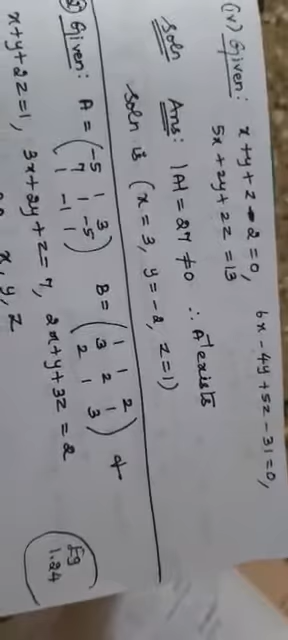 (iv) Given: x+y+z-2=0, 6x-4y+5z-31=0,
5x+2y+2z=13
Soln Ans: |A|=27≠0 ∴ A⁻¹ exists
Soln is (x=3, y=-2, z=1)
Given: A = (-5 1 3
7 1 -5
1 -1 1) B = (1 1 2
3 2 1
2 1 3) &
x+y+2z=1, 3x+2y+z=7, 2x+y+3z=2
x, y, z
Eg
1.24